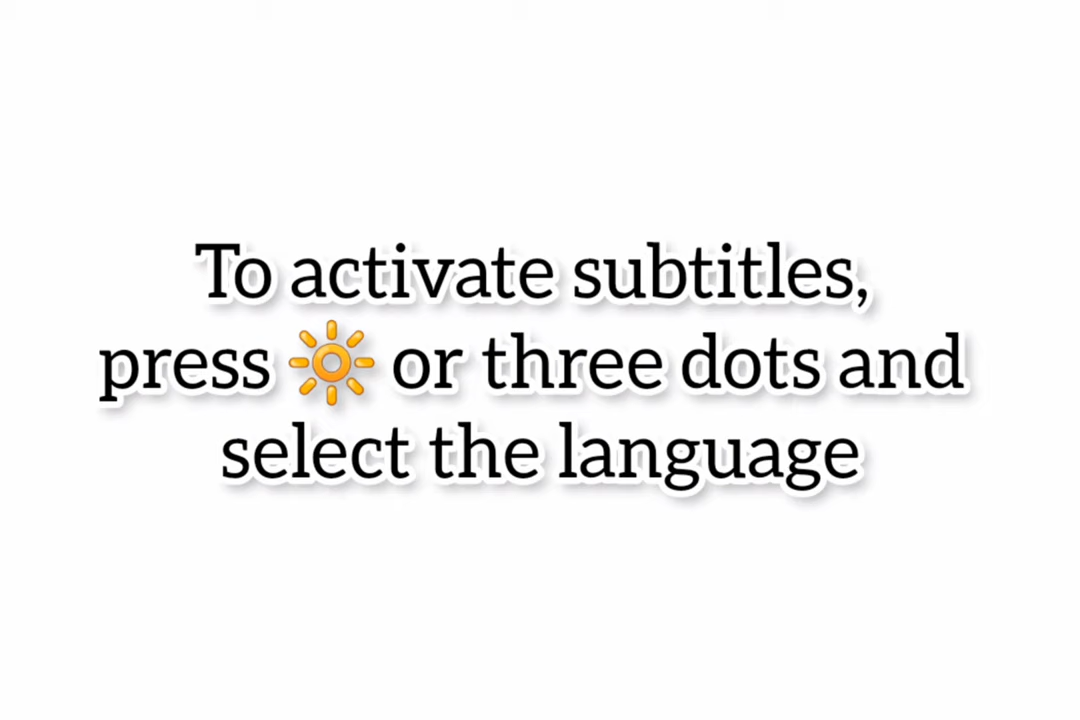 To activate subtitles,
press 🔆 or three dots and
select the language